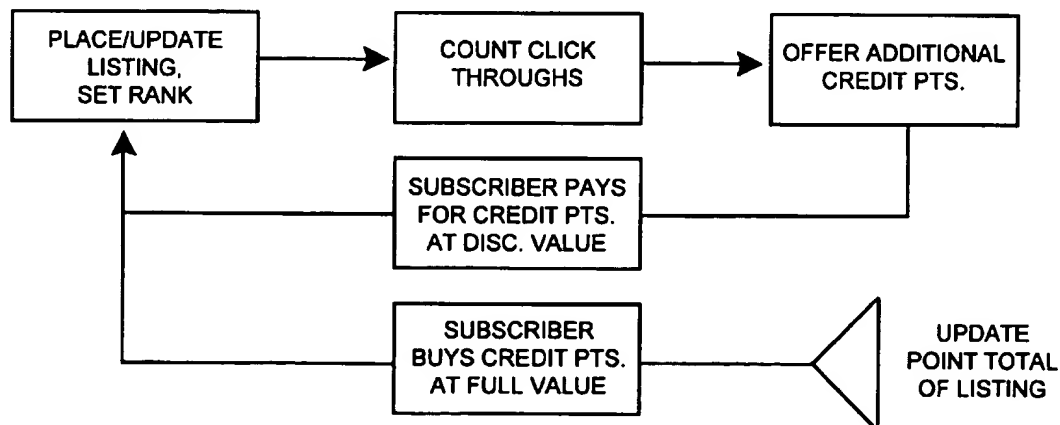 PLACE/UPDATE
LISTING,
SET RANK
COUNT CLICK
THROUGHS
OFFER ADDITIONAL
CREDIT PTS.
SUBSCRIBER PAYS
FOR CREDIT PTS.
AT DISC. VALUE
SUBSCRIBER
BUYS CREDIT PTS.
AT FULL VALUE
UPDATE
POINT TOTAL
OF LISTING